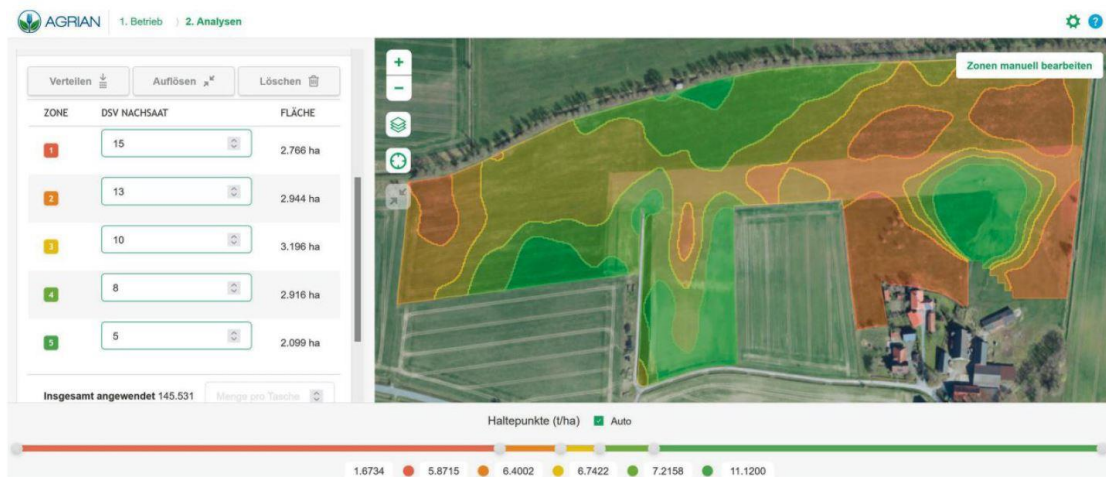 AGRIAN 1. Betrieb 2. Analysen ?
Zonen manuell bearbeiten
Verteilen Auflösen Löschen
ZONE DSV NACHSAAT FLÄCHE
1 15 2.766 ha
2 13 2.944 ha
3 10 3.196 ha
4 8 2.916 ha
5 5 2.099 ha
Insgesamt angewendet 145.531 Menge pro Tasche
Haltepunkte (t/ha) Auto
1.6734 5.8715 6.4002 6.7422 7.2158 11.1200